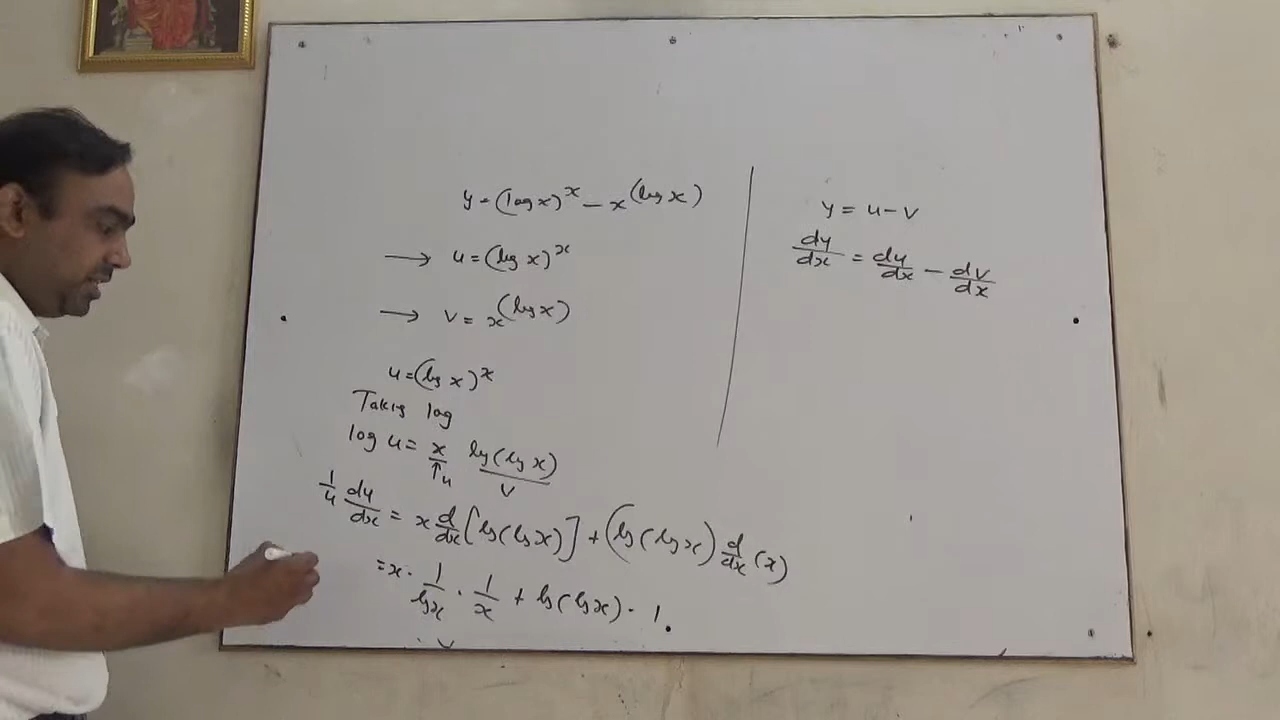 y = (log x)^x - x^(log x)
→ u = (log x)^x
→ v = x^(log x)
u = (log x)^x
Taking log
log u = x log(log x)
↑u v
1/u du/dx = x d/dx [log(log x)] + (log(log x) d/dx (x)
= x · 1/log x · 1/x + log(log x) · 1
y = u - v
dy/dx = du/dx - dv/dx